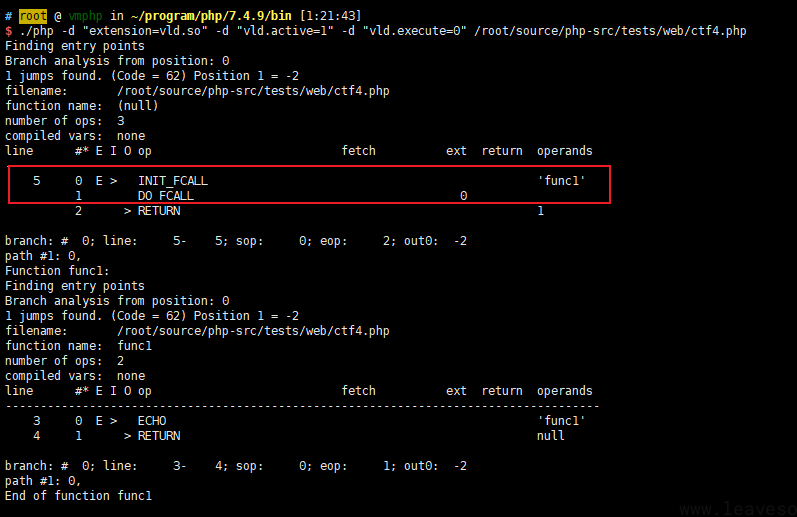 # root @ vmphp in ~/program/php/7.4.9/bin [1:21:43]
$ ./php -d "extension=vld.so" -d "vld.active=1" -d "vld.execute=0" /root/source/php-src/tests/web/ctf4.php
Finding entry points
Branch analysis from position: 0
1 jumps found. (Code = 62) Position 1 = -2
filename:       /root/source/php-src/tests/web/ctf4.php
function name:  (null)
number of ops:  3
compiled vars:  none
line      #* E I O op                           fetch          ext  return  operands
    5     0  E >   INIT_FCALL                                               'func1'
          1        DO_FCALL                                      0
          2      > RETURN                                                   1
branch: #  0; line:     5-    5; sop:     0; eop:     2; out0:  -2
path #1: 0,
Function func1:
Finding entry points
Branch analysis from position: 0
1 jumps found. (Code = 62) Position 1 = -2
filename:       /root/source/php-src/tests/web/ctf4.php
function name:  func1
number of ops:  2
compiled vars:  none
line      #* E I O op                           fetch          ext  return  operands
-------------------------------------------------------------------------------------
    3     0  E >   ECHO                                                     'func1'
    4     1      > RETURN                                                   null
branch: #  0; line:     3-    4; sop:     0; eop:     1; out0:  -2
path #1: 0,
End of function func1
www.leaveso